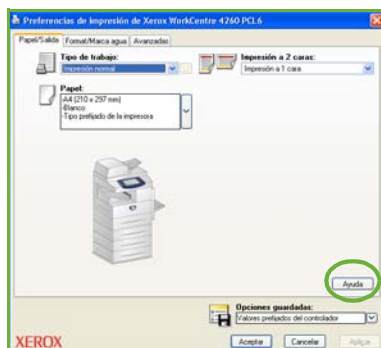 Preferencias de impresión de Xerox WorkCentre 4260 PCL6
Papel/Salida Format/Marca agua Avanzadas
Tipo de trabajo:
Impresión normal
Impresión a 2 caras:
Impresión a 1 cara
Papel:
A4 (210 x 297 mm)
-Blanco
-Tipo prefijado de la impresora
Ayuda
Opciones guardadas:
Valores prefijados del controlador
XEROX
Aceptar Cancelar Aplicar